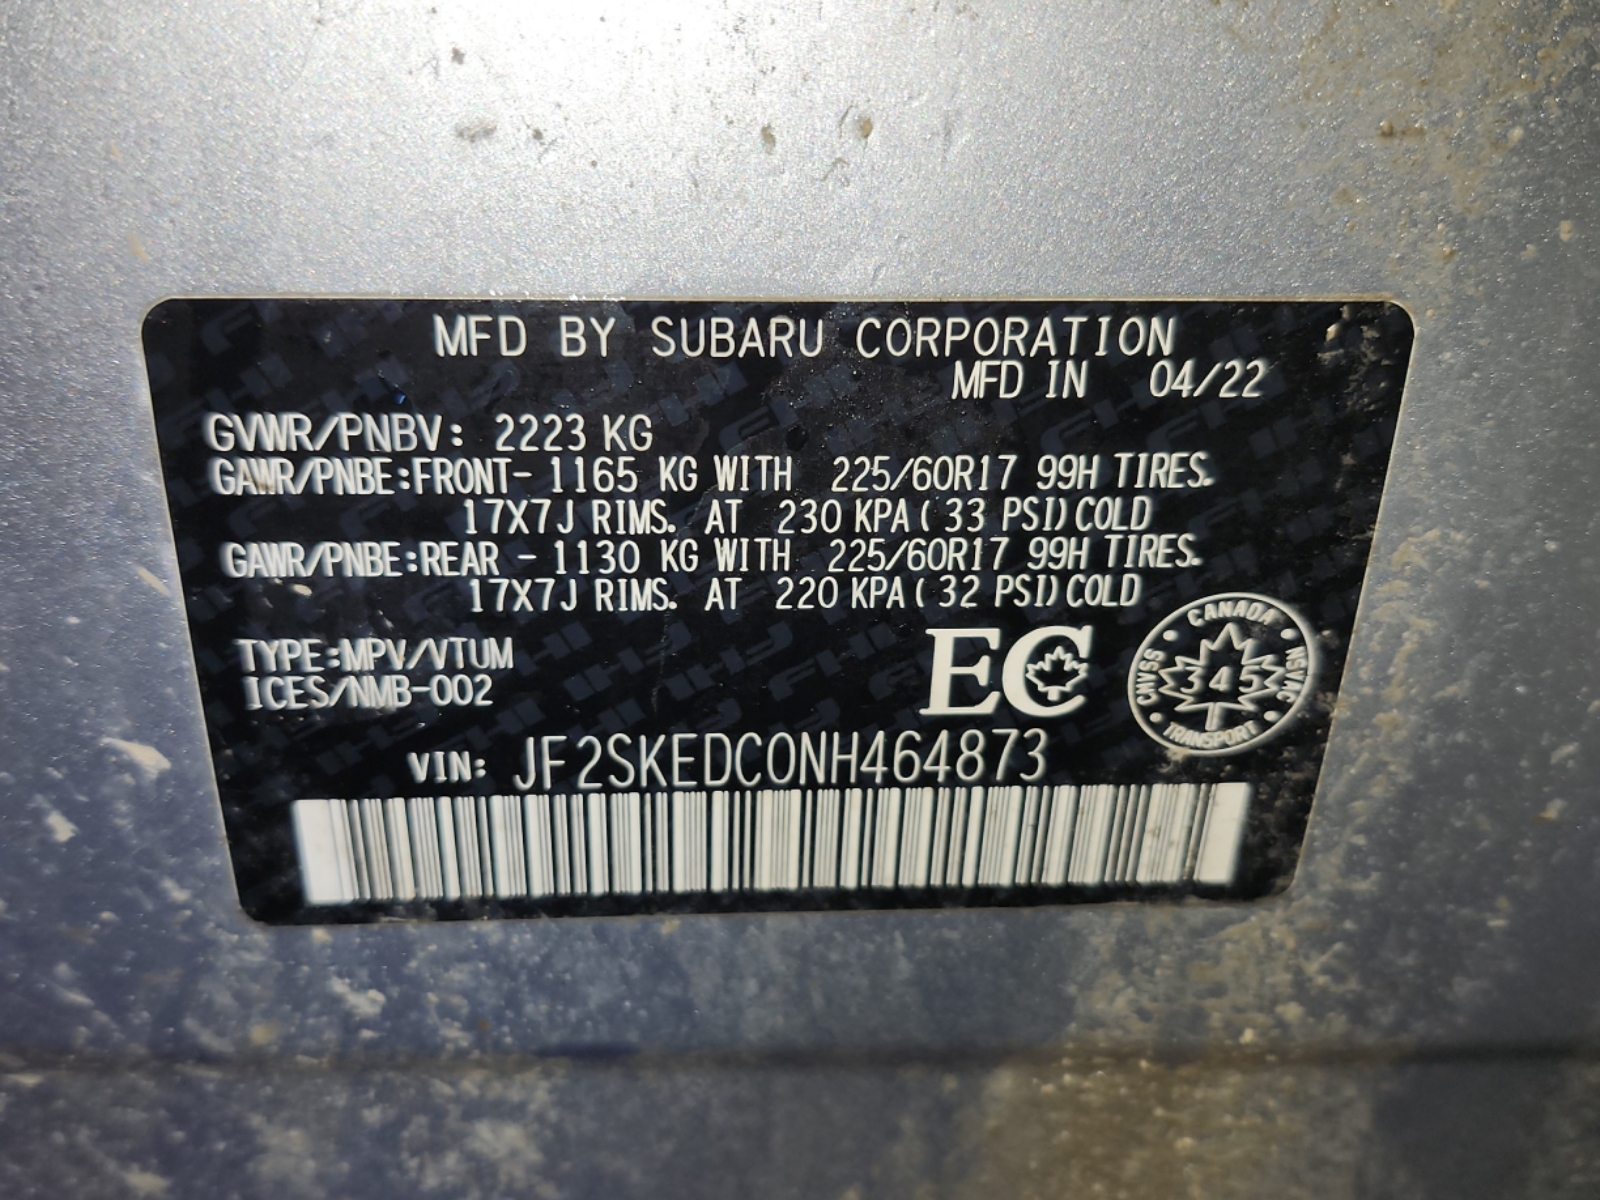 MFD BY SUBARU CORPORATION
MFD IN 04/22
GVWR/PNBV: 2223 KG
GAWR/PNBE:FRONT- 1165 KG WITH 225/60R17 99H TIRES.
17X7J RIMS. AT 230 KPA( 33 PSI)COLD
GAWR/PNBE:REAR - 1130 KG WITH 225/60R17 99H TIRES.
17X7J RIMS. AT 220 KPA( 32 PSI)COLD
TYPE:MPV/VTUM
ICES/NMB-002
EC
CANADA
CMVSS 345 NSVAC
TRANSPORT
VIN: JF2SKEDC0NH464873